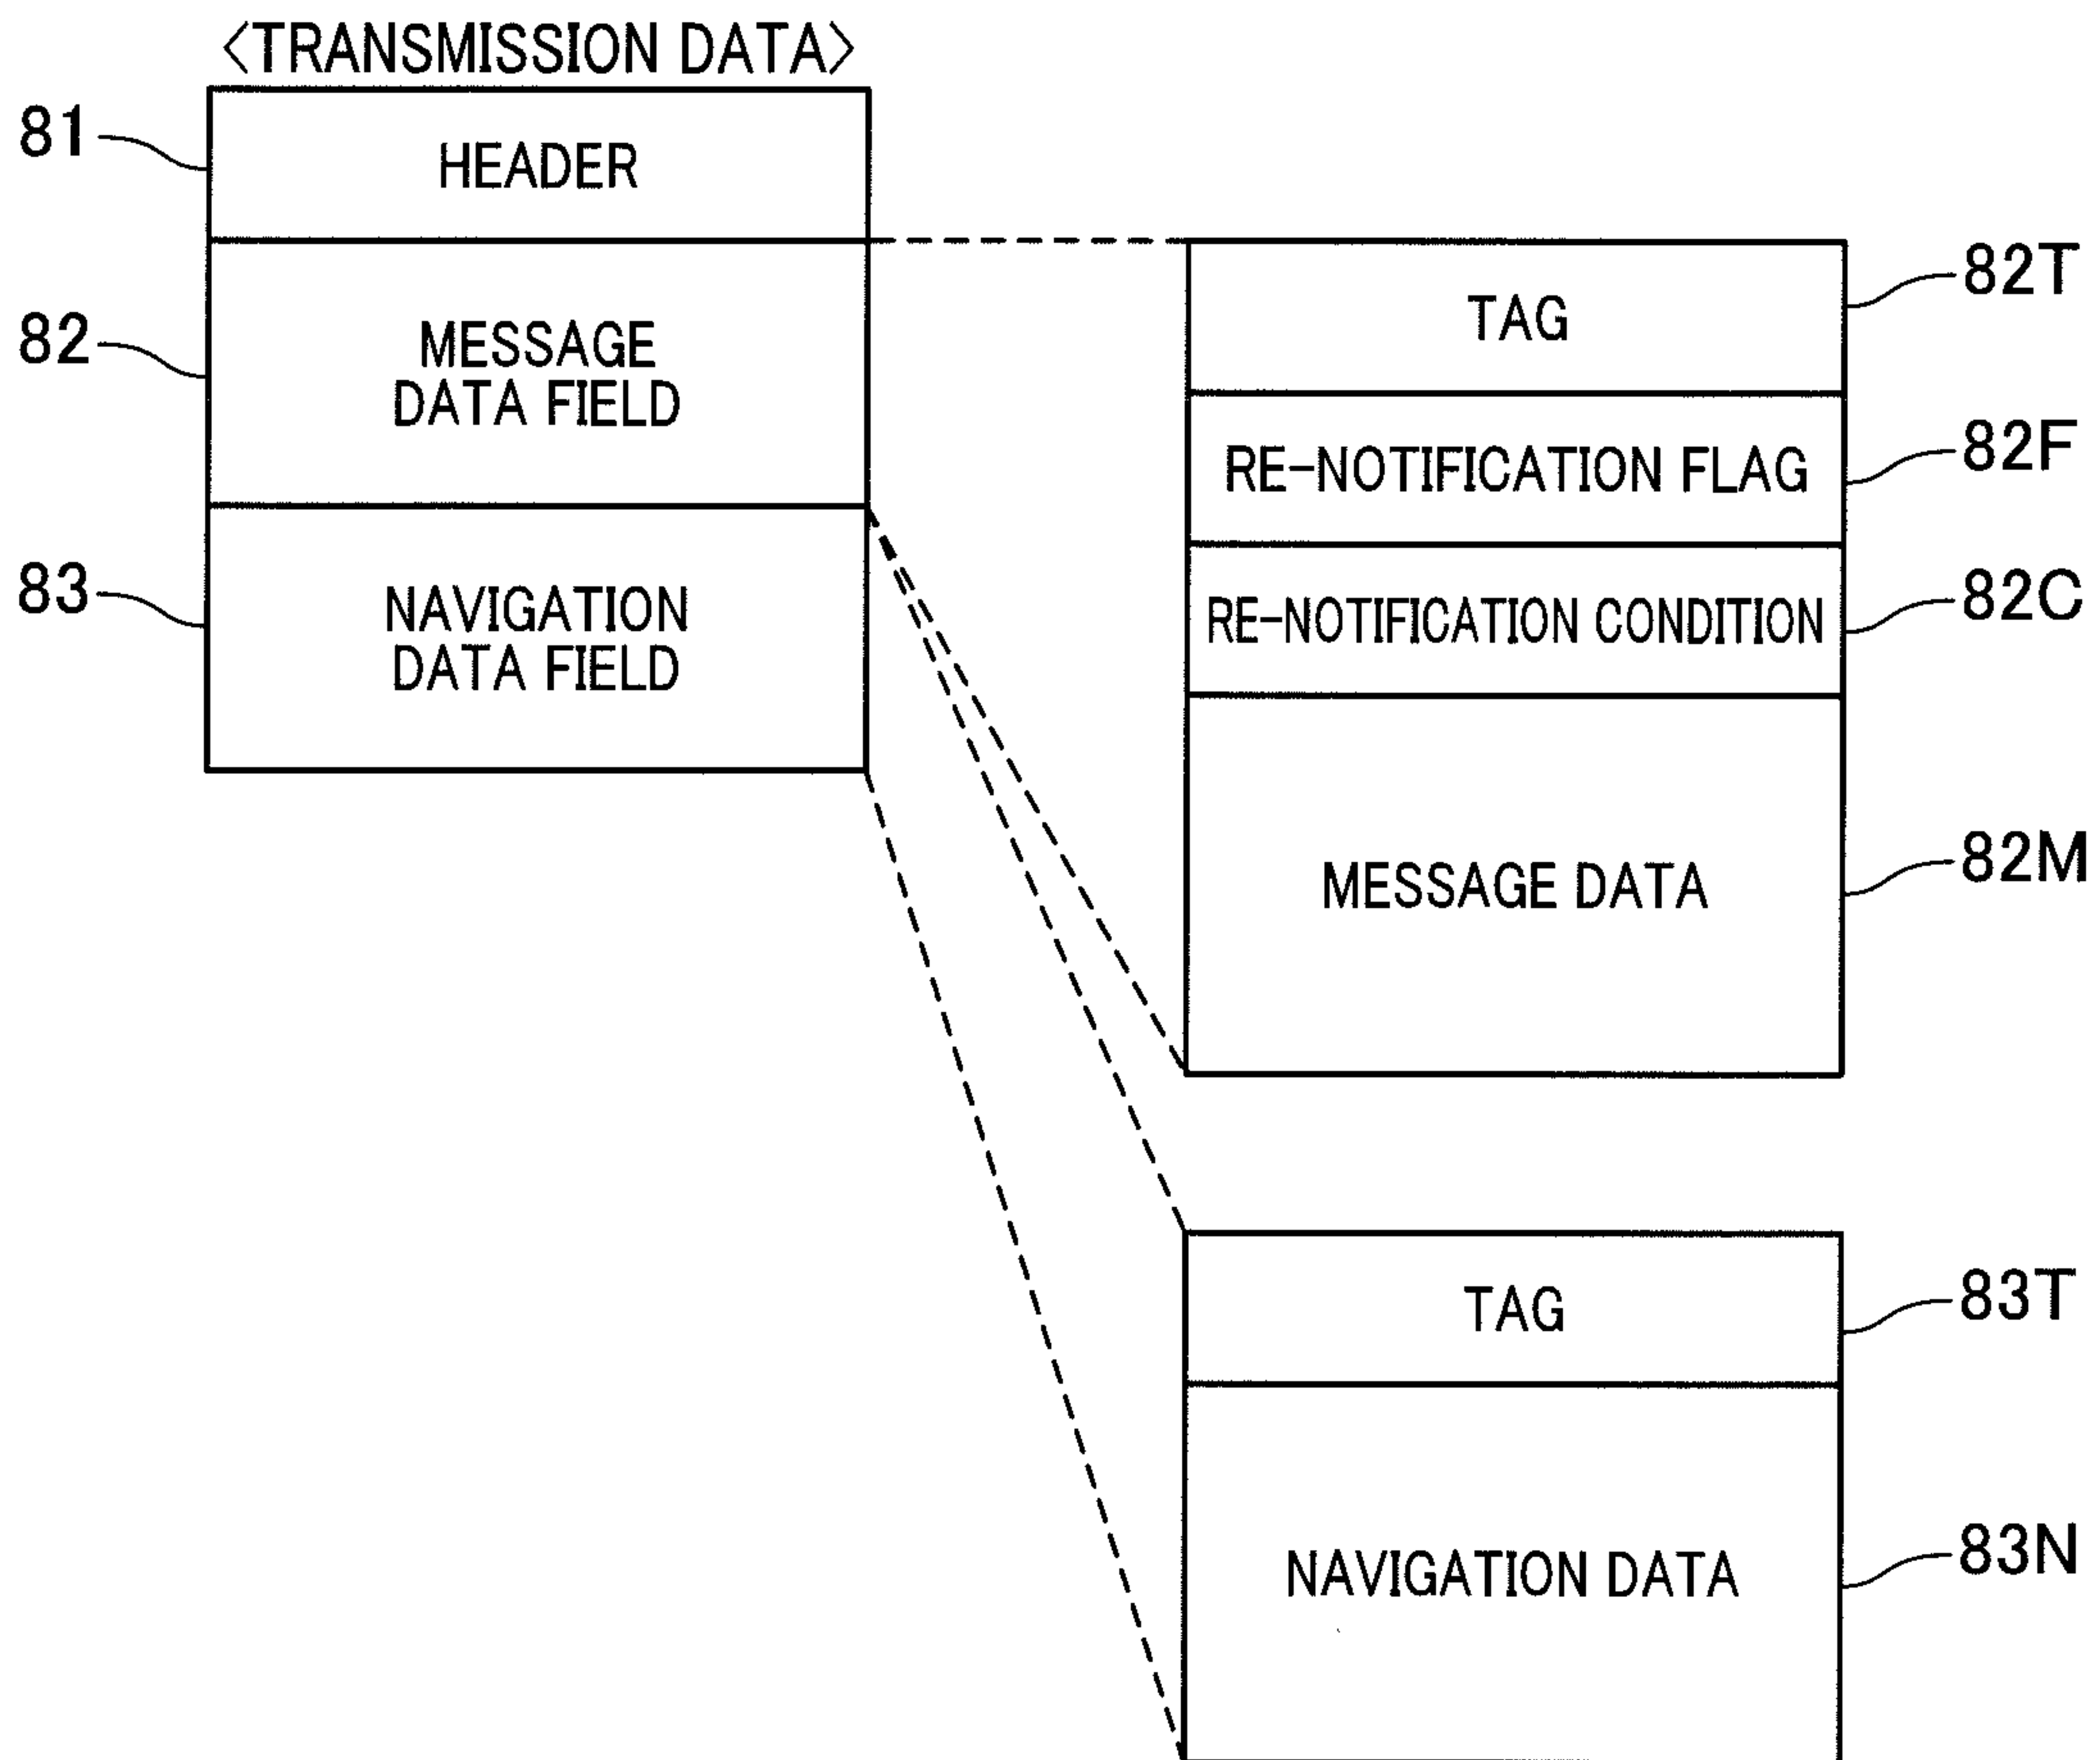 〈TRANSMISSION DATA〉
81
HEADER
82
MESSAGE
DATA FIELD
83
NAVIGATION
DATA FIELD
TAG
82T
RE-NOTIFICATION FLAG
82F
RE-NOTIFICATION CONDITION
82C
MESSAGE DATA
82M
TAG
83T
NAVIGATION DATA
83N